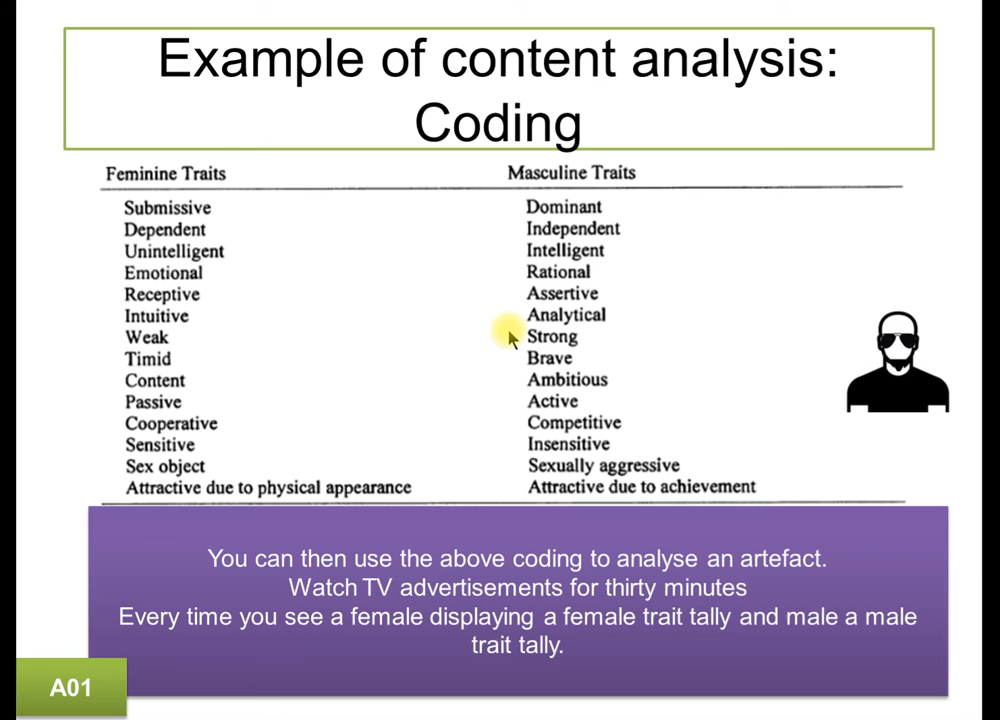 Example of content analysis:
Coding
Feminine Traits Masculine Traits
Submissive Dominant
Dependent Independent
Unintelligent Intelligent
Emotional Rational
Receptive Assertive
Intuitive Analytical
Weak Strong
Timid Brave
Content Ambitious
Passive Active
Cooperative Competitive
Sensitive Insensitive
Sex object Sexually aggressive
Attractive due to physical appearance Attractive due to achievement
You can then use the above coding to analyse an artefact.
Watch TV advertisements for thirty minutes
Every time you see a female displaying a female trait tally and male a male
trait tally.
A01